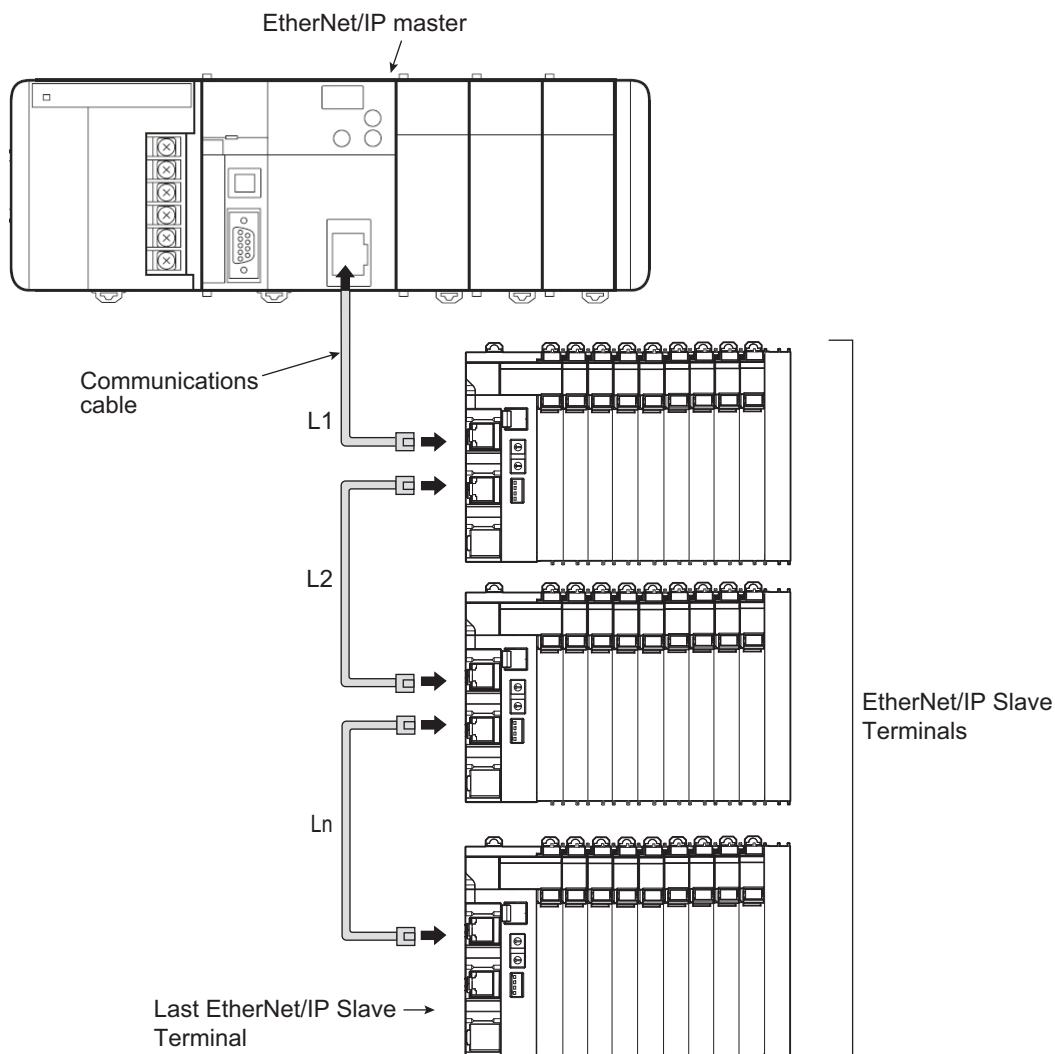 EtherNet/IP master
Communications
cable
L1
L2
EtherNet/IP Slave
Terminals
Ln
Last EtherNet/IP Slave
Terminal